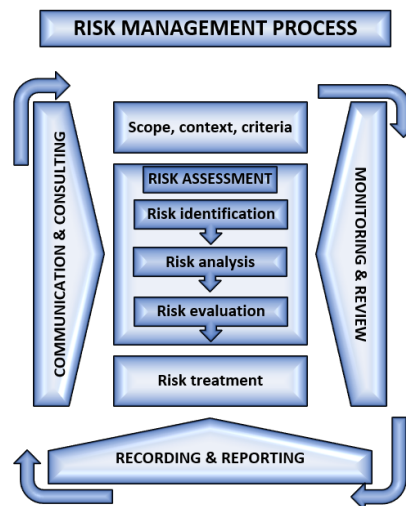 RISK MANAGEMENT PROCESS
Scope, context, criteria
RISK ASSESSMENT
Risk identification
Risk analysis
Risk evaluation
Risk treatment
COMMUNICATION & CONSULTING
MONITORING & REVIEW
RECORDING & REPORTING